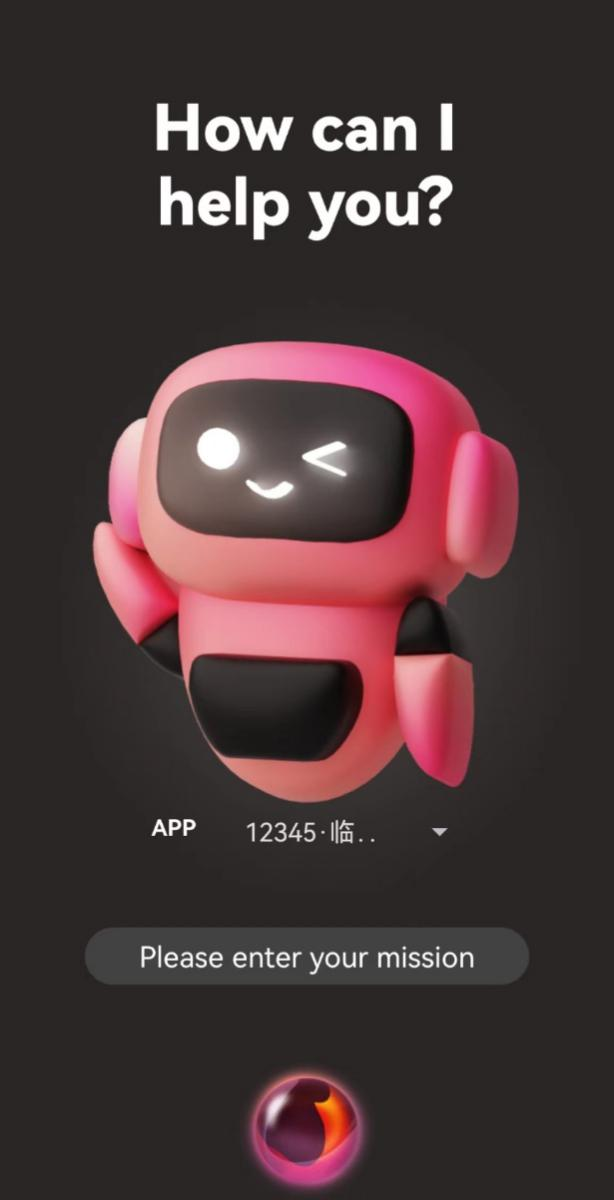 How can I
help you?
APP 12345·临..
Please enter your mission